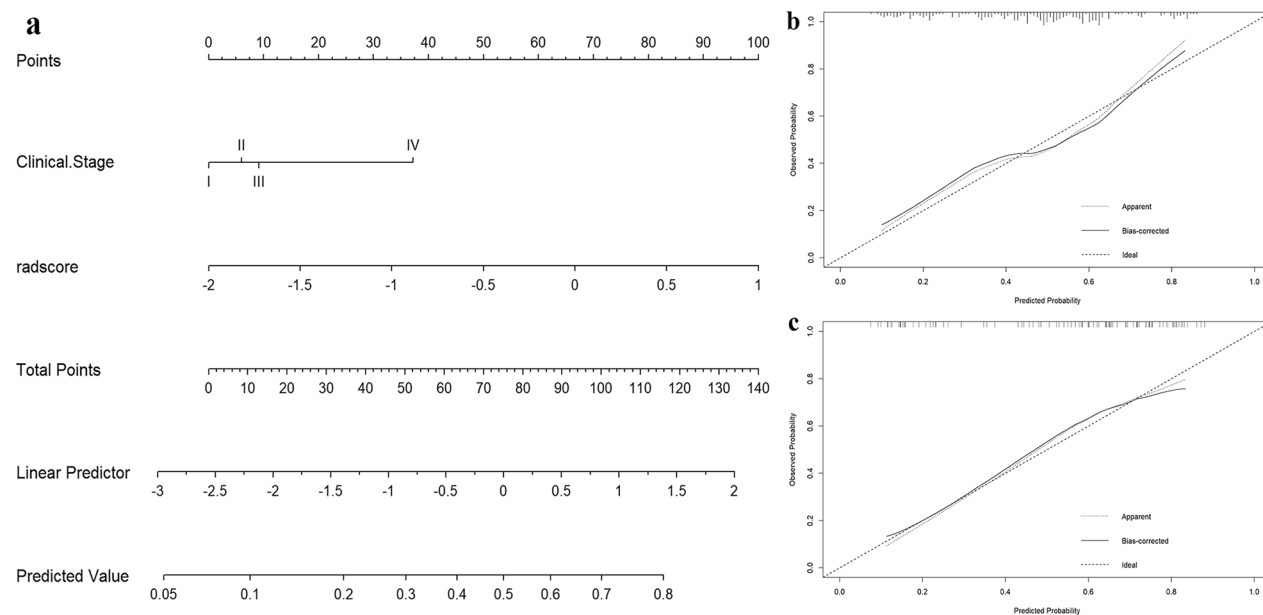 a
0 10 20 30 40 50 60 70 80 90 100
Points
II IV
Clinical.Stage
I III
radscore
-2 -1.5 -1 -0.5 0 0.5 1
Total Points
0 10 20 30 40 50 60 70 80 90 100 110 120 130 140
Linear Predictor
-3 -2.5 -2 -1.5 -1 -0.5 0 0.5 1 1.5 2
Predicted Value
0.05 0.1 0.2 0.3 0.4 0.5 0.6 0.7 0.8
b
1.0
0.8
0.6
0.4
0.2
0.0
Observed Probability
Apparent
Bias-corrected
Ideal
0.0 0.2 0.4 0.6 0.8 1.0
Predicted Probability
c
1.0
0.8
0.6
0.4
0.2
0.0
Observed Probability
Apparent
Bias-corrected
Ideal
0.0 0.2 0.4 0.6 0.8 1.0
Predicted Probability